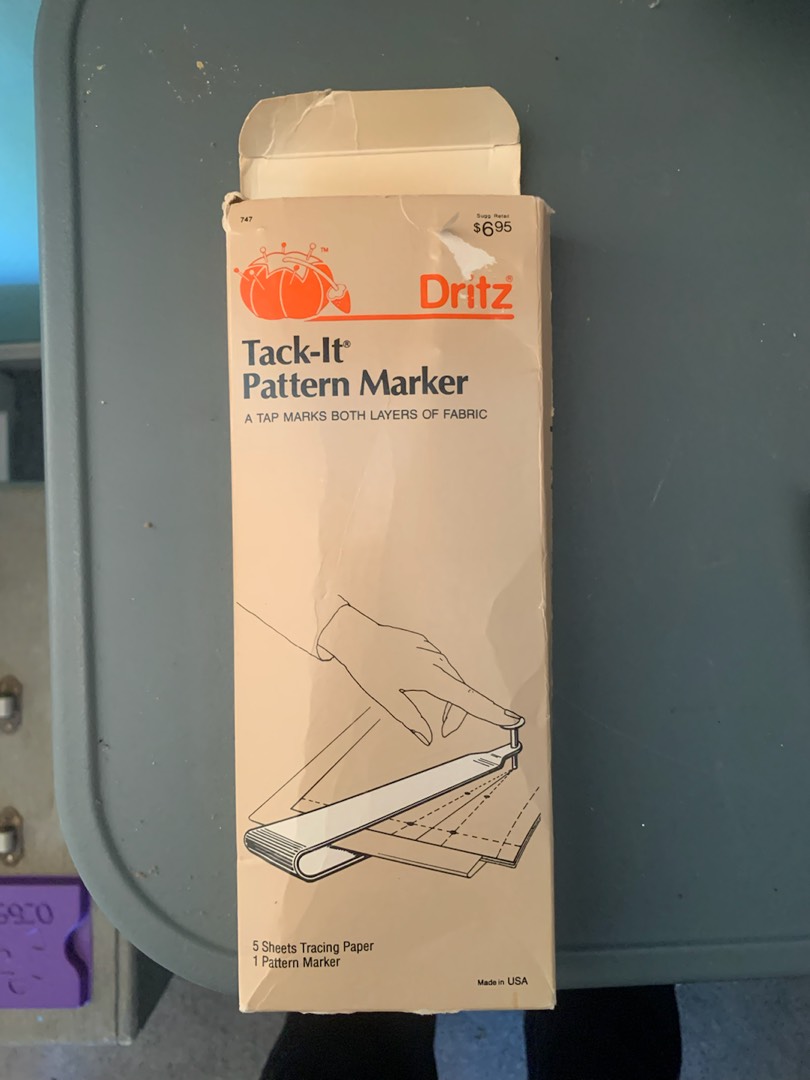 747
Sugg. Retail
$6.95
™
Dritz®
Tack-It®
Pattern Marker
A TAP MARKS BOTH LAYERS OF FABRIC
5 Sheets Tracing Paper
1 Pattern Marker
Made in USA